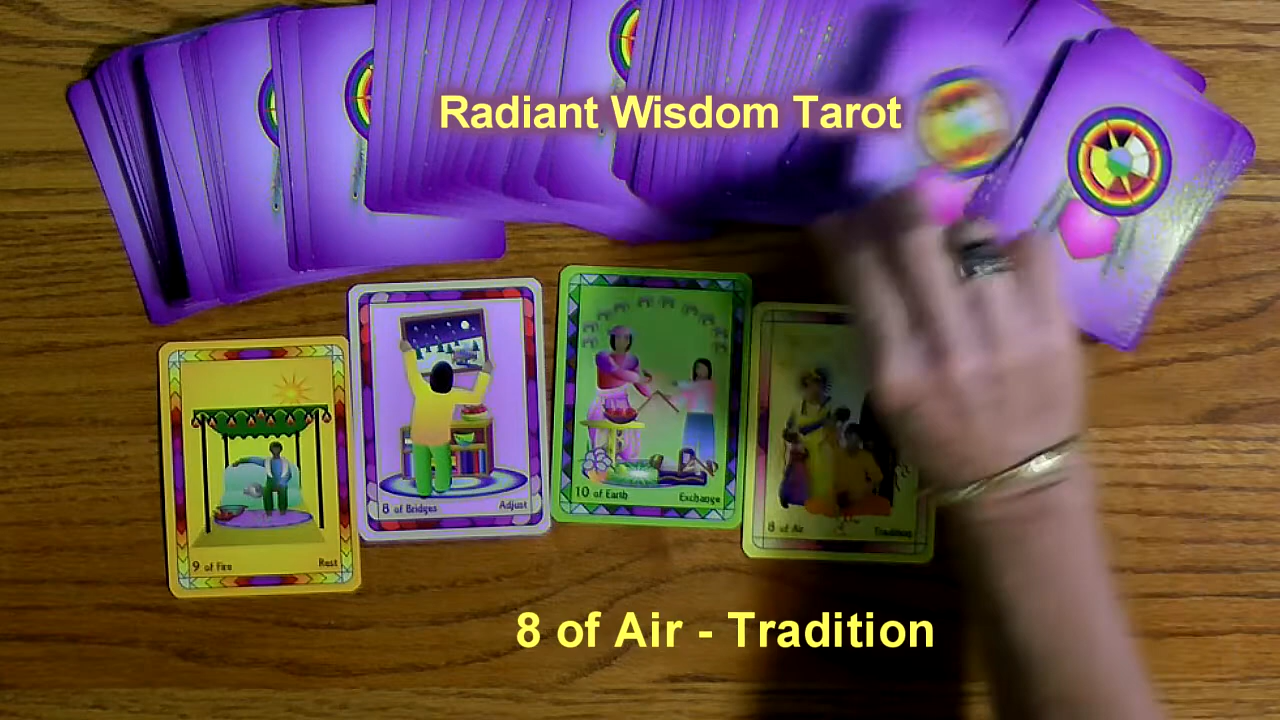 Radiant Wisdom Tarot
9 of Fire Rest
8 of Bridges Adjust
10 of Earth Exchange
8 of Air Tradition
8 of Air - Tradition